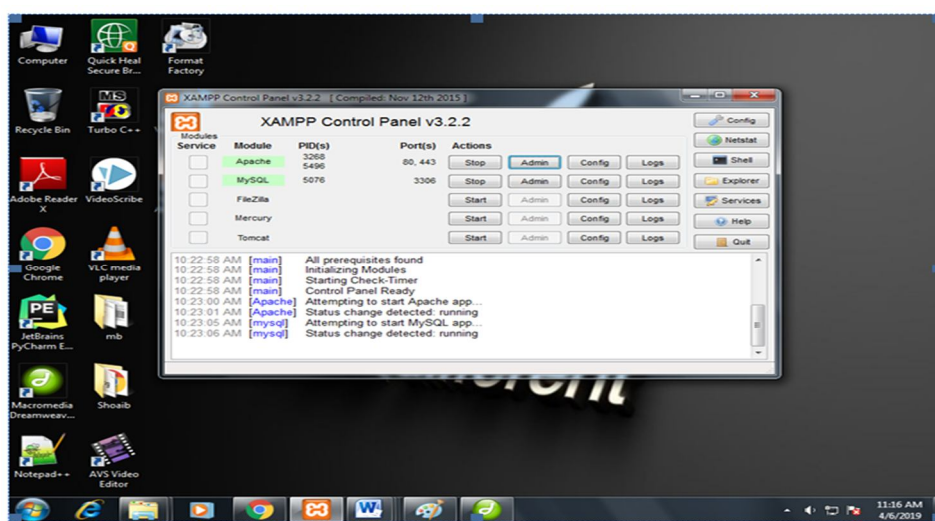 Computer
Quick Heal Secure Br...
Format Factory
Recycle Bin
MS
Turbo C++
Adobe Reader X
VideoScribe
Google Chrome
VLC media player
PE
JetBrains PyCharm E...
mb
Macromedia Dreamweav...
Shoaib
Notepad++
AVS Video Editor
XAMPP Control Panel v3.2.2 [ Compiled: Nov 12th 2015 ]
XAMPP Control Panel v3.2.2
Modules
Service Module PID(s) Port(s) Actions
Apache 3268 5496 80, 443 Stop Admin Config Logs
MySQL 5076 3306 Stop Admin Config Logs
FileZilla Start Admin Config Logs
Mercury Start Admin Config Logs
Tomcat Start Admin Config Logs
Config
Netstat
Shell
Explorer
Services
Help
Quit
10:22:58 AM [main] All prerequisites found
10:22:58 AM [main] Initializing Modules
10:22:58 AM [main] Starting Check-Timer
10:22:58 AM [main] Control Panel Ready
10:23:00 AM [Apache] Attempting to start Apache app...
10:23:01 AM [Apache] Status change detected: running
10:23:05 AM [mysql] Attempting to start MySQL app...
10:23:06 AM [mysql] Status change detected: running
11:16 AM
4/6/2019